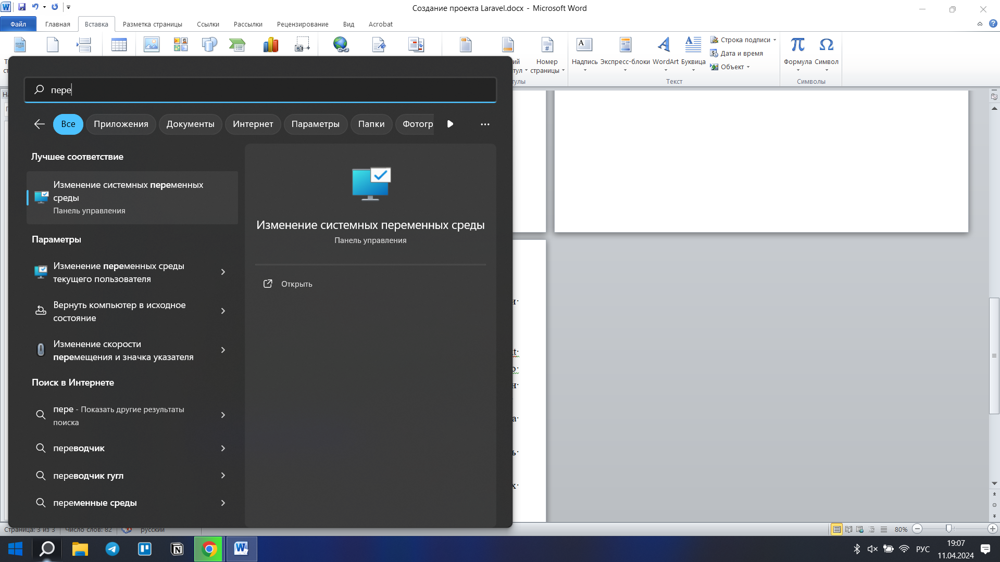 Создание проекта Laravel.docx - Microsoft Word
Файл
Главная
Вставка
Разметка страницы
Ссылки
Рассылки
Рецензирование
Вид
Acrobat
Номер страницы
Надпись
Экспресс-блоки
WordArt
Буквица
Строка подписи
Дата и время
Объект
Текст
Формула
Символ
Символы
пере
Все
Приложения
Документы
Интернет
Параметры
Папки
Фотогр
Лучшее соответствие
Изменение системных переменных
среды
Панель управления
Параметры
Изменение переменных среды
текущего пользователя
Вернуть компьютер в исходное
состояние
Изменение скорости
перемещения и значка указателя
Поиск в Интернете
пере - Показать другие результаты
поиска
переводчик
переводчик гугл
переменные среды
Изменение системных переменных среды
Панель управления
Открыть
Страница: 3 из 3
Число слов: 82
русский
80%
РУС
19:07
11.04.2024